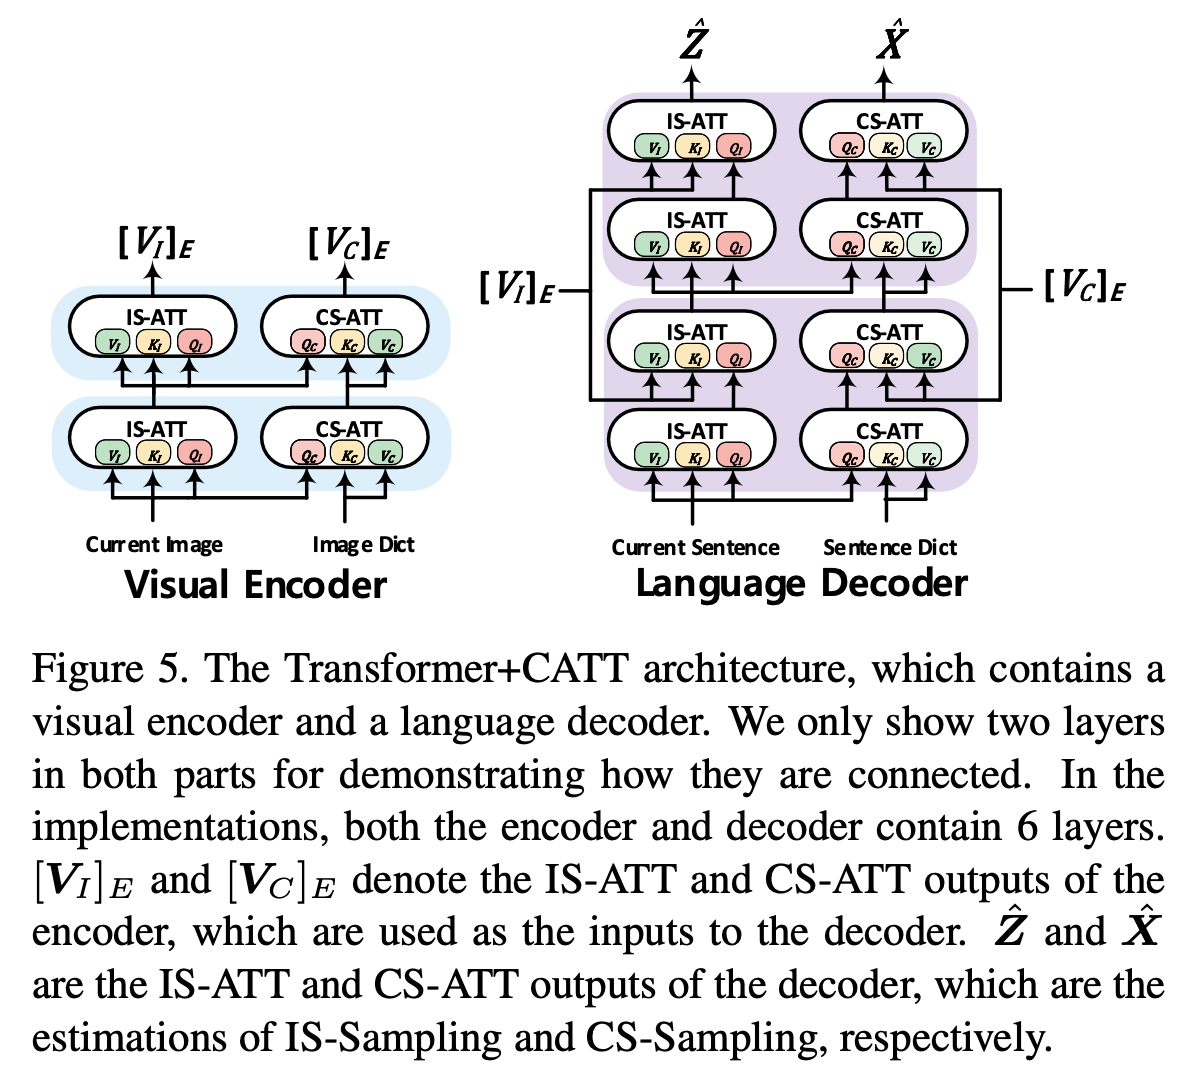 Ẑ X̂
IS-ATT CS-ATT
V_I K_I Q_I Q_C K_C V_C
IS-ATT CS-ATT
V_I K_I Q_I Q_C K_C V_C
[V_I]_E [V_C]_E
[V_I]_E [V_C]_E
IS-ATT CS-ATT
V_I K_I Q_I Q_C K_C V_C
IS-ATT CS-ATT
V_I K_I Q_I Q_C K_C V_C
IS-ATT CS-ATT
V_I K_I Q_I Q_C K_C V_C
IS-ATT CS-ATT
V_I K_I Q_I Q_C K_C V_C
Current Image Image Dict
Visual Encoder
Current Sentence Sentence Dict
Language Decoder
Figure 5. The Transformer+CATT architecture, which contains a
visual encoder and a language decoder. We only show two layers
in both parts for demonstrating how they are connected. In the
implementations, both the encoder and decoder contain 6 layers.
[V_I]_E and [V_C]_E denote the IS-ATT and CS-ATT outputs of the
encoder, which are used as the inputs to the decoder. Ẑ and X̂
are the IS-ATT and CS-ATT outputs of the decoder, which are the
estimations of IS-Sampling and CS-Sampling, respectively.